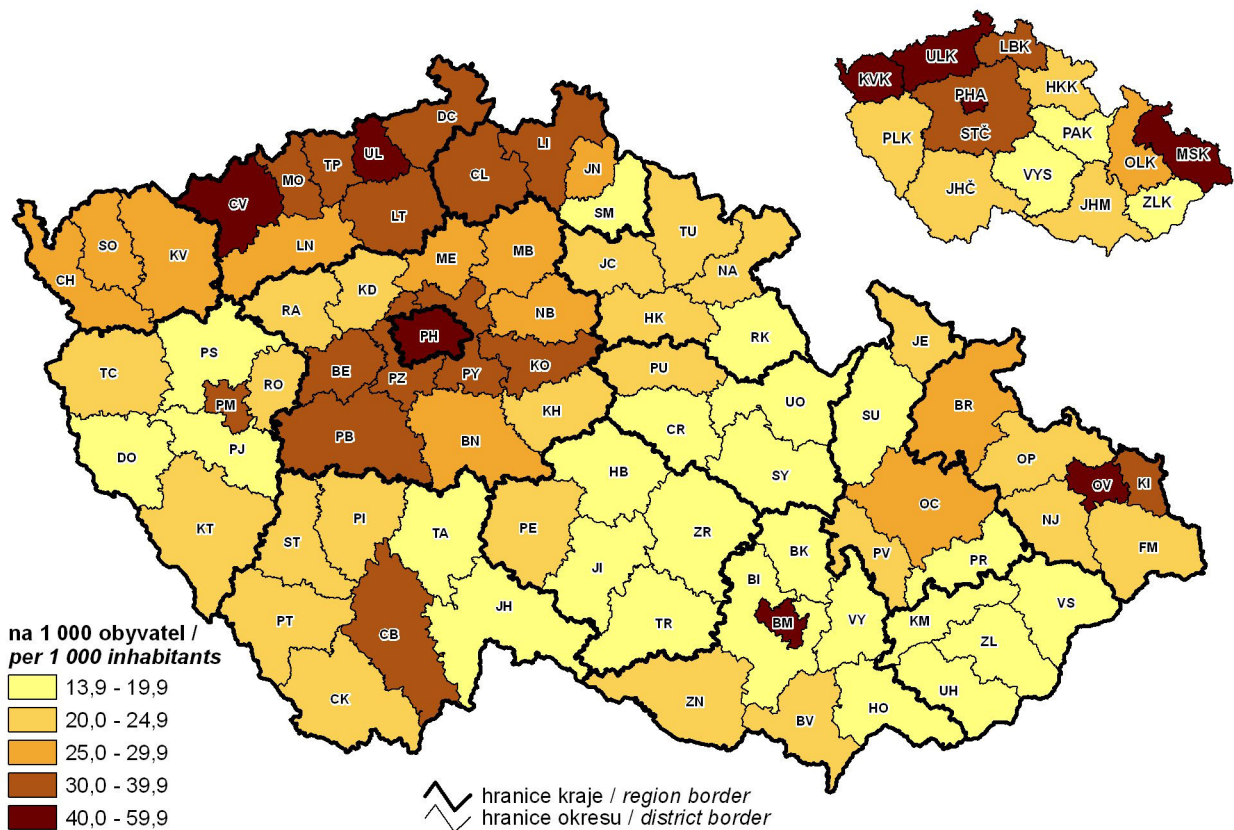 ULK
LBK
KVK
HKK
PHA
STČ
PLK
PAK
OLK
MSK
VYS
JHČ
JHM
ZLK
DC
LI
UL
TP
MO
CL
JN
CV
LT
SM
SO
KV
LN
CH
ME
MB
TU
JC
NA
KD
RA
NB
HK
PH
RK
JE
PS
TC
RO
BE
PZ
PY
KO
PU
PM
KH
UO
SU
BR
DO
PJ
PB
BN
CR
OP
OV
KI
HB
SY
KT
PI
ST
TA
PE
ZR
OC
NJ
FM
BK
PV
PR
JI
BI
JH
VS
PT
CB
TR
BM
VY
KM
ZL
CK
ZN
BV
HO
UH
na 1 000 obyvatel /
per 1 000 inhabitants
13,9 - 19,9
20,0 - 24,9
25,0 - 29,9
30,0 - 39,9
40,0 - 59,9
hranice kraje / region border
hranice okresu / district border